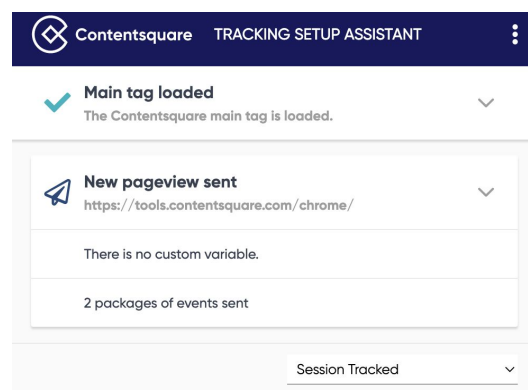 Contentsquare TRACKING SETUP ASSISTANT
Main tag loaded
The Contentsquare main tag is loaded.
New pageview sent
https://tools.contentsquare.com/chrome/
There is no custom variable.
2 packages of events sent
Session Tracked